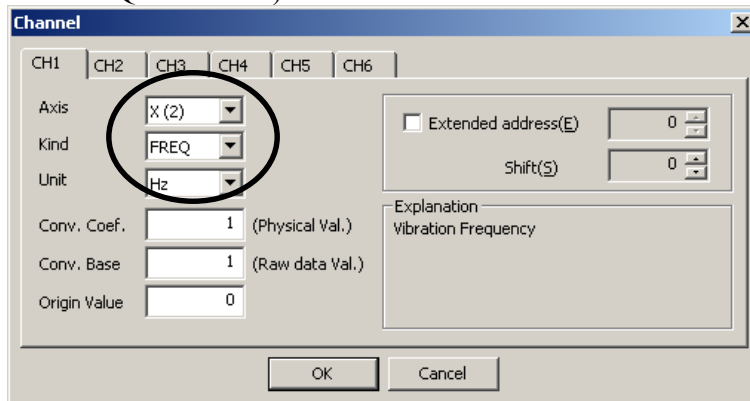 Channel
CH1 CH2 CH3 CH4 CH5 CH6
Axis X (2)
Kind FREQ
Unit Hz
Conv. Coef. 1 (Physical Val.)
Conv. Base 1 (Raw data Val.)
Origin Value 0
Extended address(E) 0
Shift(S) 0
Explanation
Vibration Frequency
OK Cancel